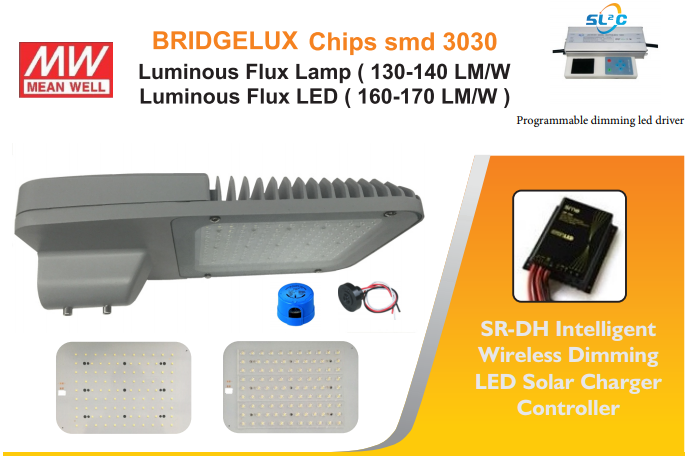 MW
MEAN WELL
BRIDGELUX Chips smd 3030
Luminous Flux Lamp ( 130-140 LM/W
Luminous Flux LED ( 160-170 LM/W )
SL²C
Programmable dimming led driver
SR-DH Intelligent
Wireless Dimming
LED Solar Charger
Controller